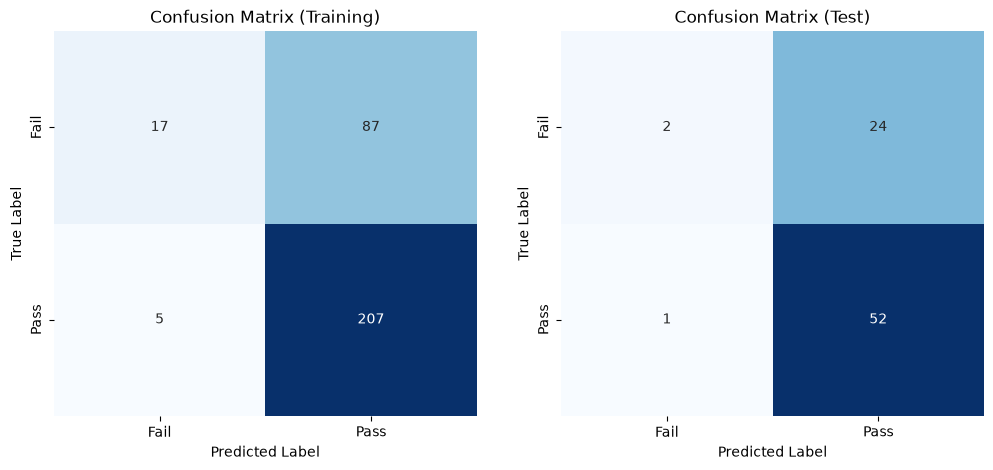 Confusion Matrix (Training)
Fail
17
87
Pass
5
207
True Label
Fail
Pass
Predicted Label
Confusion Matrix (Test)
Fail
2
24
Pass
1
52
True Label
Fail
Pass
Predicted Label